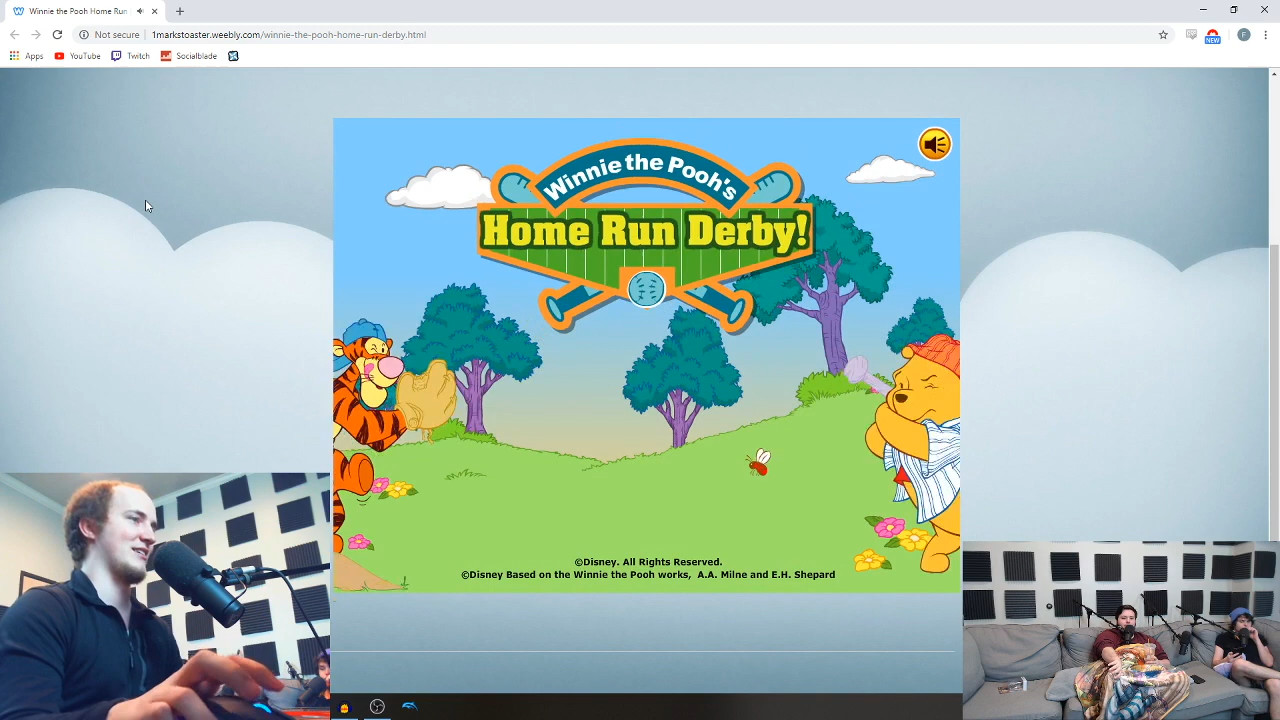 Winnie the Pooh Home Run
Not secure | 1markstoaster.weebly.com/winnie-the-pooh-home-run-derby.html
NEW
F
Apps YouTube Twitch Socialblade
Winnie the Pooh's
Home Run Derby!
©Disney. All Rights Reserved.
©Disney Based on the Winnie the Pooh works, A.A. Milne and E.H. Shepard